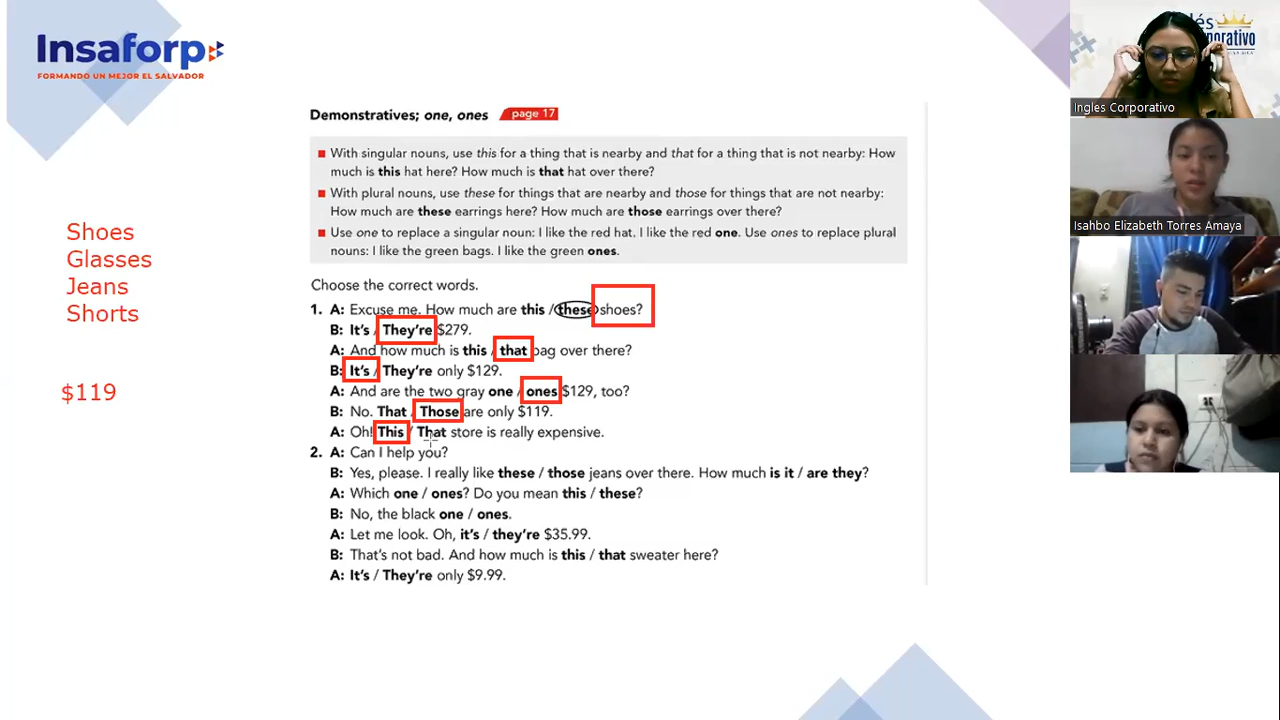 Insaforp
FORMANDO UN MEJOR EL SALVADOR
Demonstratives; one, ones page 17
■ With singular nouns, use this for a thing that is nearby and that for a thing that is not nearby: How
much is this hat here? How much is that hat over there?
■ With plural nouns, use these for things that are nearby and those for things that are not nearby:
How much are these earrings here? How much are those earrings over there?
■ Use one to replace a singular noun: I like the red hat. I like the red one. Use ones to replace plural
nouns: I like the green bags. I like the green ones.
Shoes
Glasses
Jeans
Shorts
$119
Choose the correct words.
1. A: Excuse me. How much are this / these shoes?
B: It's / They're $279.
A: And how much is this / that bag over there?
B: It's / They're only $129.
A: And are the two gray one / ones $129, too?
B: No. That / Those are only $119.
A: Oh! This / That store is really expensive.
2. A: Can I help you?
B: Yes, please. I really like these / those jeans over there. How much is it / are they?
A: Which one / ones? Do you mean this / these?
B: No, the black one / ones.
A: Let me look. Oh, it's / they're $35.99.
B: That's not bad. And how much is this / that sweater here?
A: It's / They're only $9.99.
Ingles Corporativo
Isahbo Elizabeth Torres Amaya